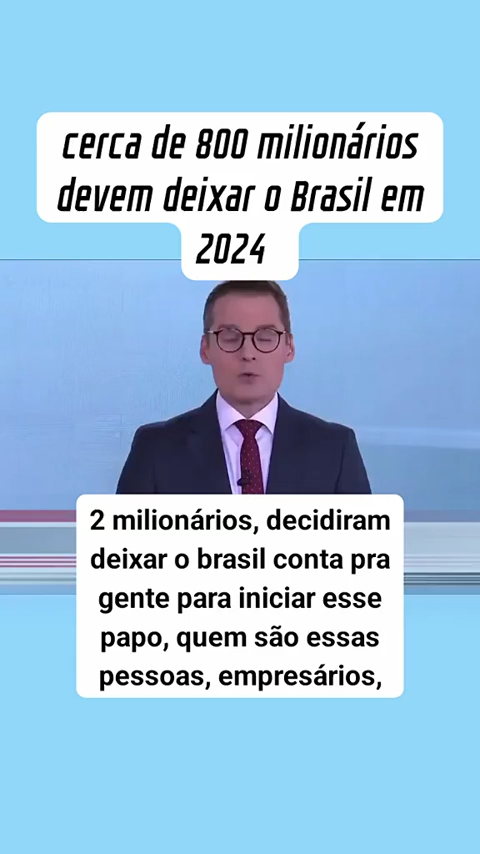 cerca de 800 milionários
devem deixar o Brasil em
2024
2 milionários, decidiram
deixar o brasil conta pra
gente para iniciar esse
papo, quem são essas
pessoas, empresários,